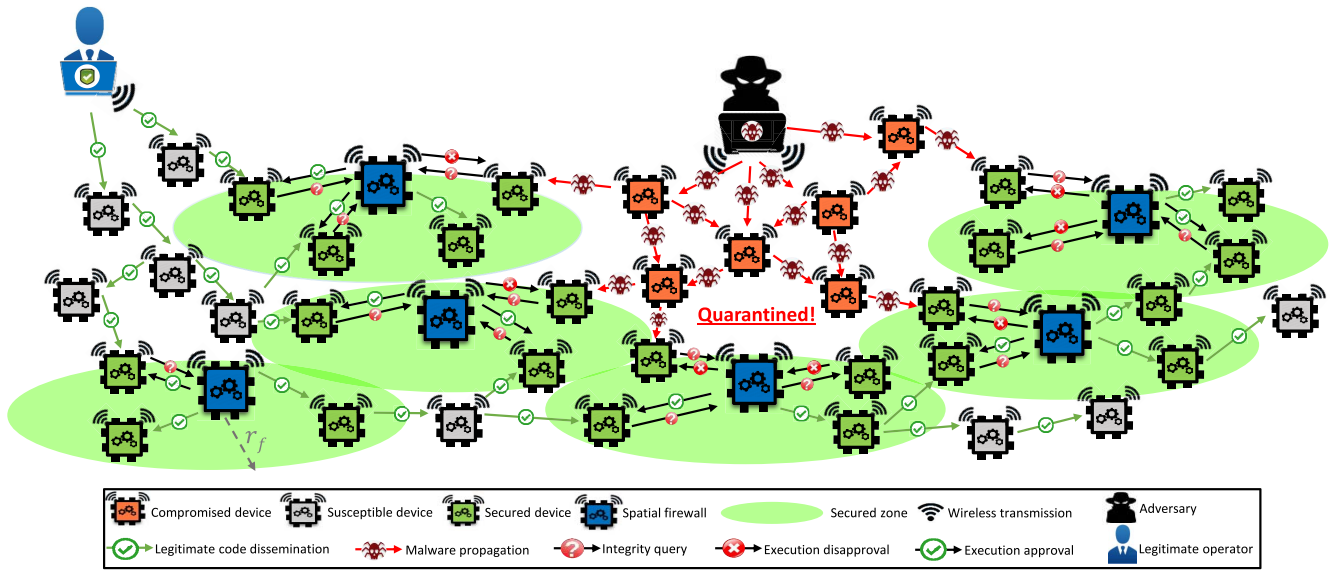 Quarantined!
r_f
Compromised device
Susceptible device
Secured device
Spatial firewall
Secured zone
Wireless transmission
Adversary
Legitimate code dissemination
Malware propagation
Integrity query
Execution disapproval
Execution approval
Legitimate operator